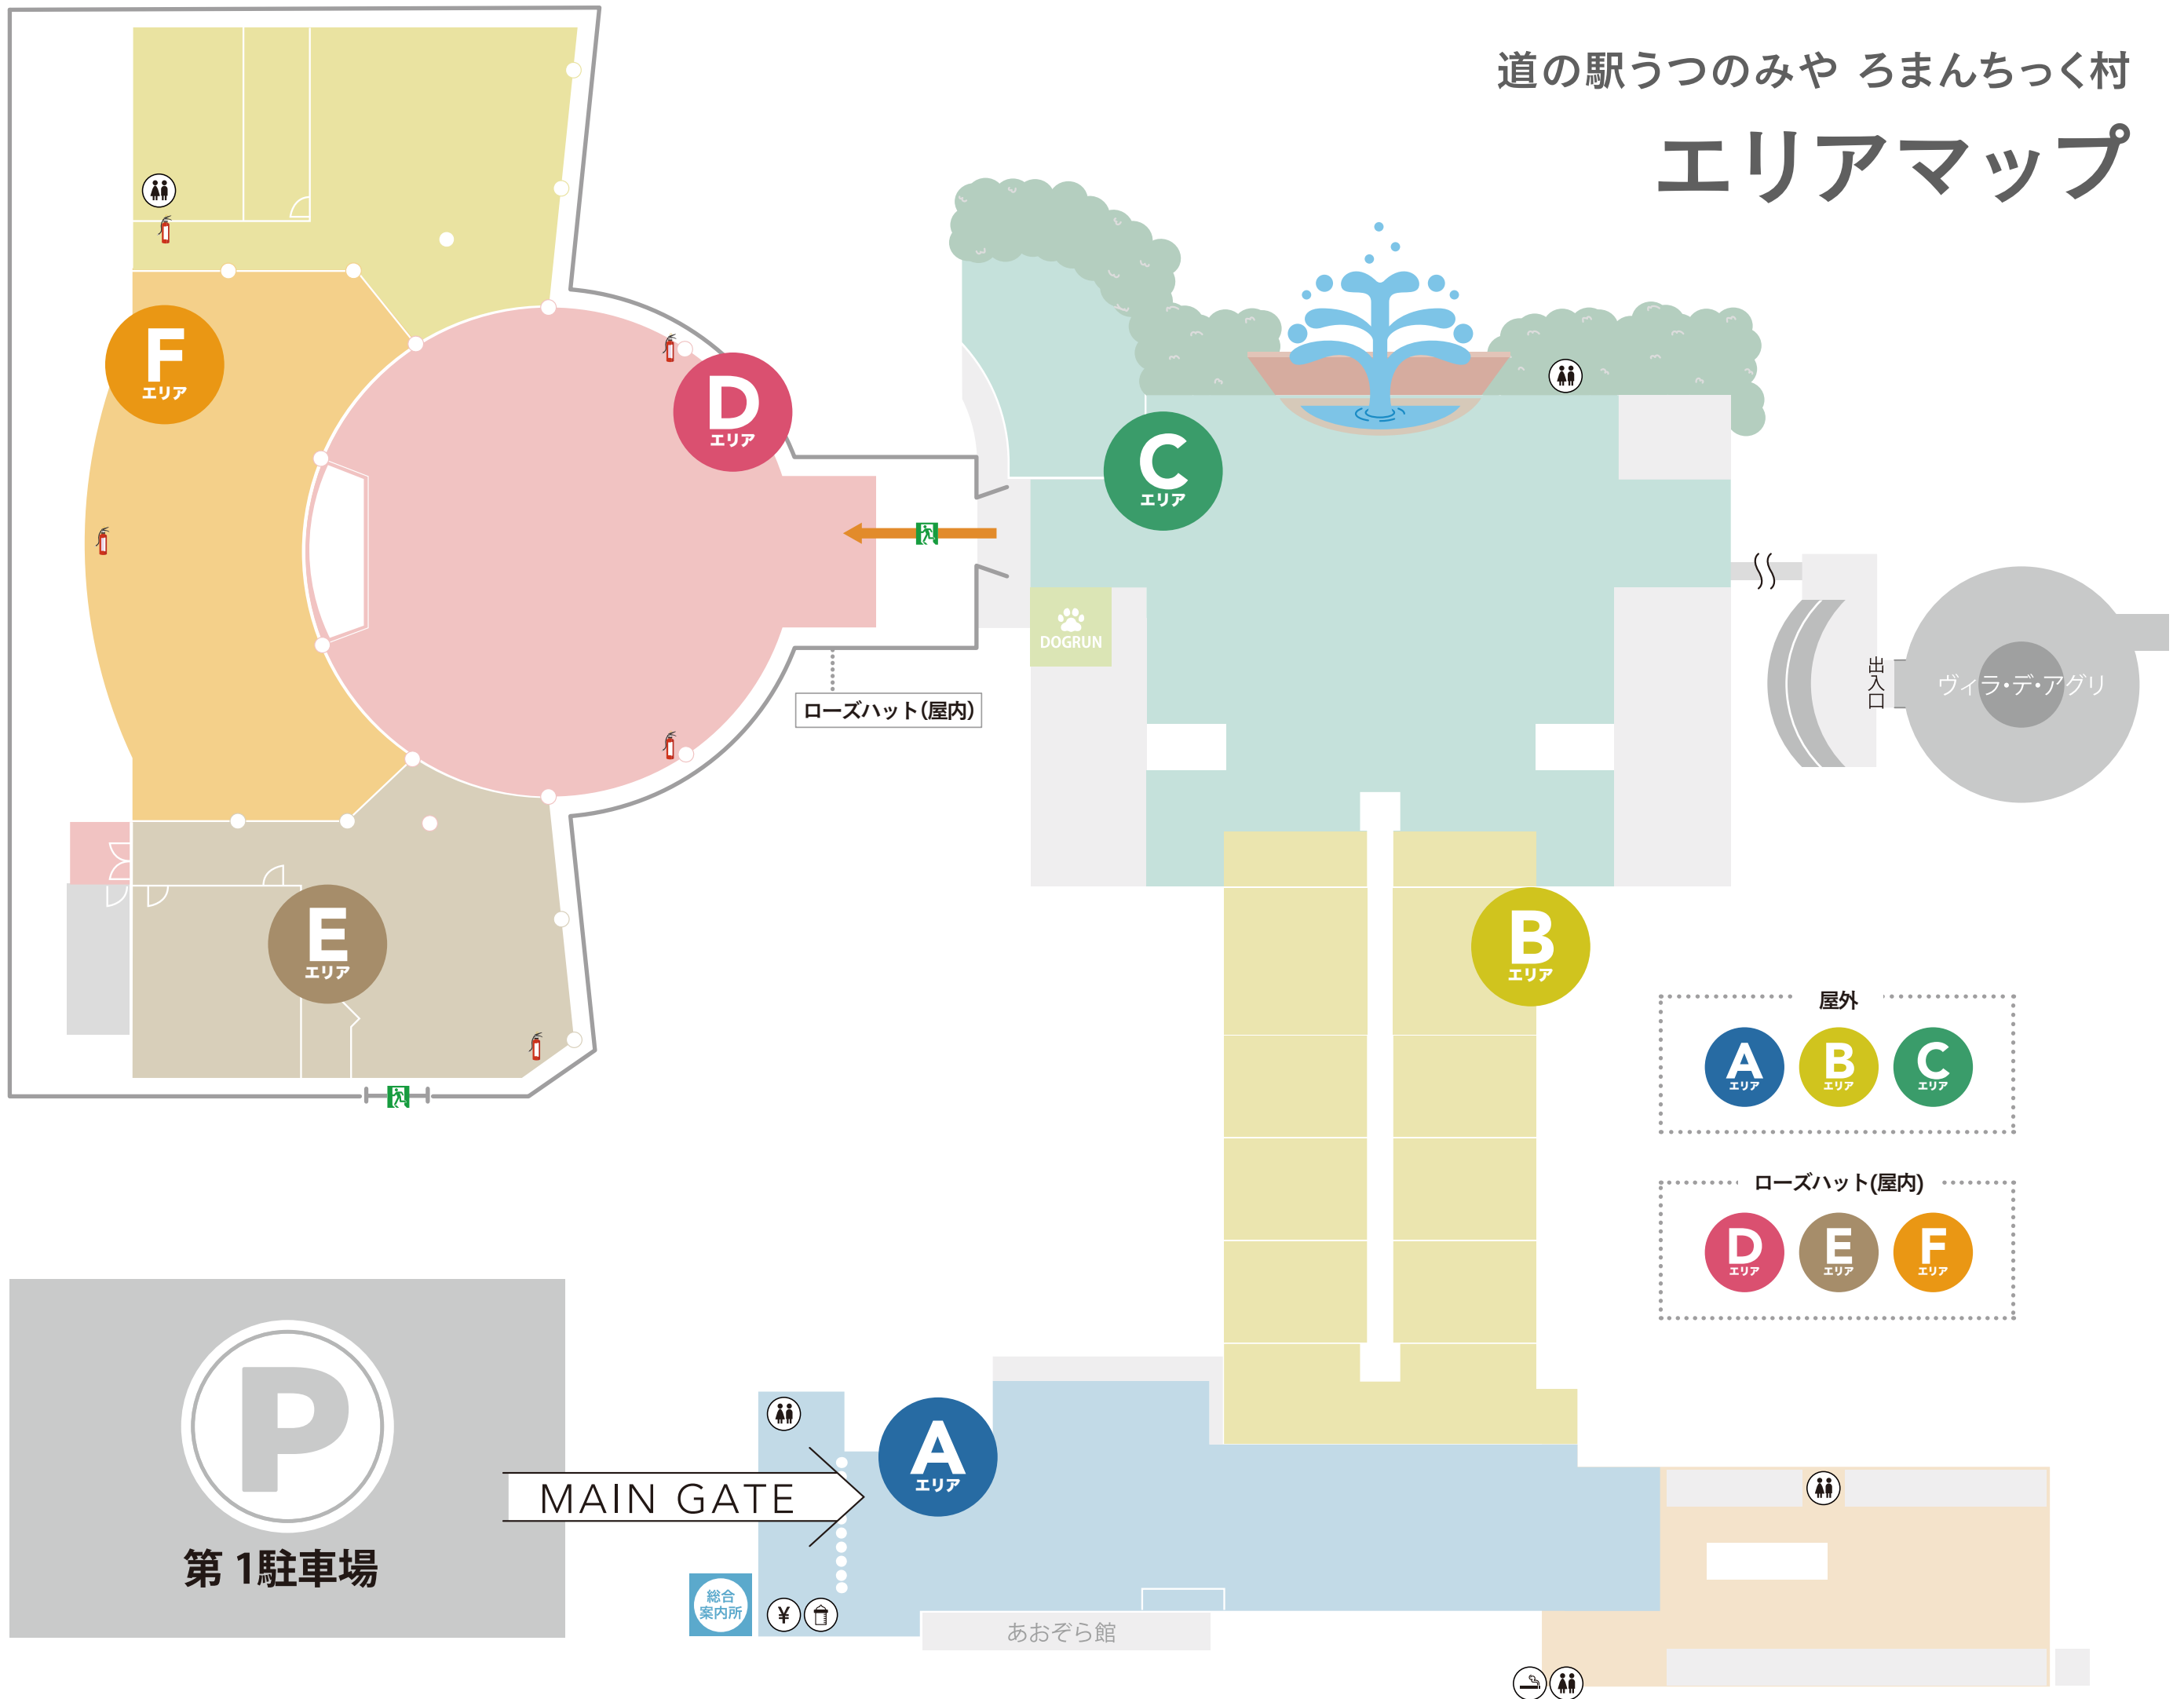 道の駅うつのみや ろまんちっく村
エリアマップ
F
エリア
D
エリア
C
エリア
DOGRUN
ローズハット(屋内)
出入口
ヴィラ・デ・アグリ
E
エリア
B
エリア
屋外
A
エリア
B
エリア
C
エリア
ローズハット(屋内)
D
エリア
E
エリア
F
エリア
P
第1駐車場
MAIN GATE
A
エリア
総合
案内所
¥
あおぞら館